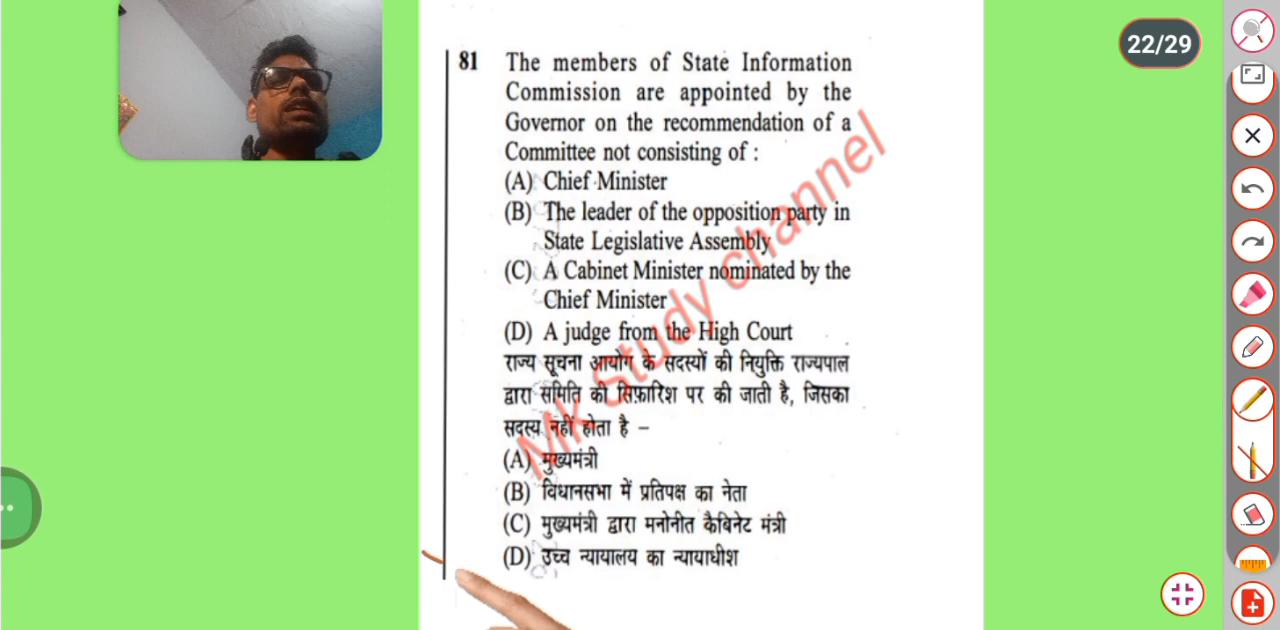 22/29
81 The members of State Information
Commission are appointed by the
Governor on the recommendation of a
Committee not consisting of :
(A) Chief Minister
(B) The leader of the opposition party in
State Legislative Assembly
(C) A Cabinet Minister nominated by the
Chief Minister
(D) A judge from the High Court
राज्य सूचना आयोग के सदस्यों की नियुक्ति राज्यपाल
द्वारा समिति की सिफ़ारिश पर की जाती है, जिसका
सदस्य नहीं होता है –
(A) मुख्यमंत्री
(B) विधानसभा में प्रतिपक्ष का नेता
(C) मुख्यमंत्री द्वारा मनोनीत कैबिनेट मंत्री
(D) उच्च न्यायालय का न्यायाधीश
Mk Study channel